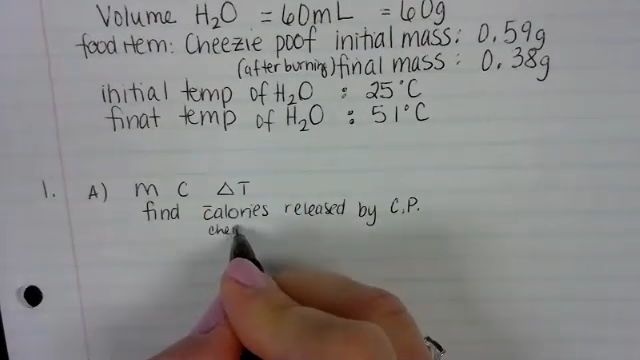 Volume H₂O = 60mL = 60g
food item: Cheezie poof initial mass: 0.59g
(after burning) final mass : 0.38g
initial temp of H₂O : 25°C
final temp of H₂O : 51°C
1. A) m C ΔT
find calories released by C.P.
che